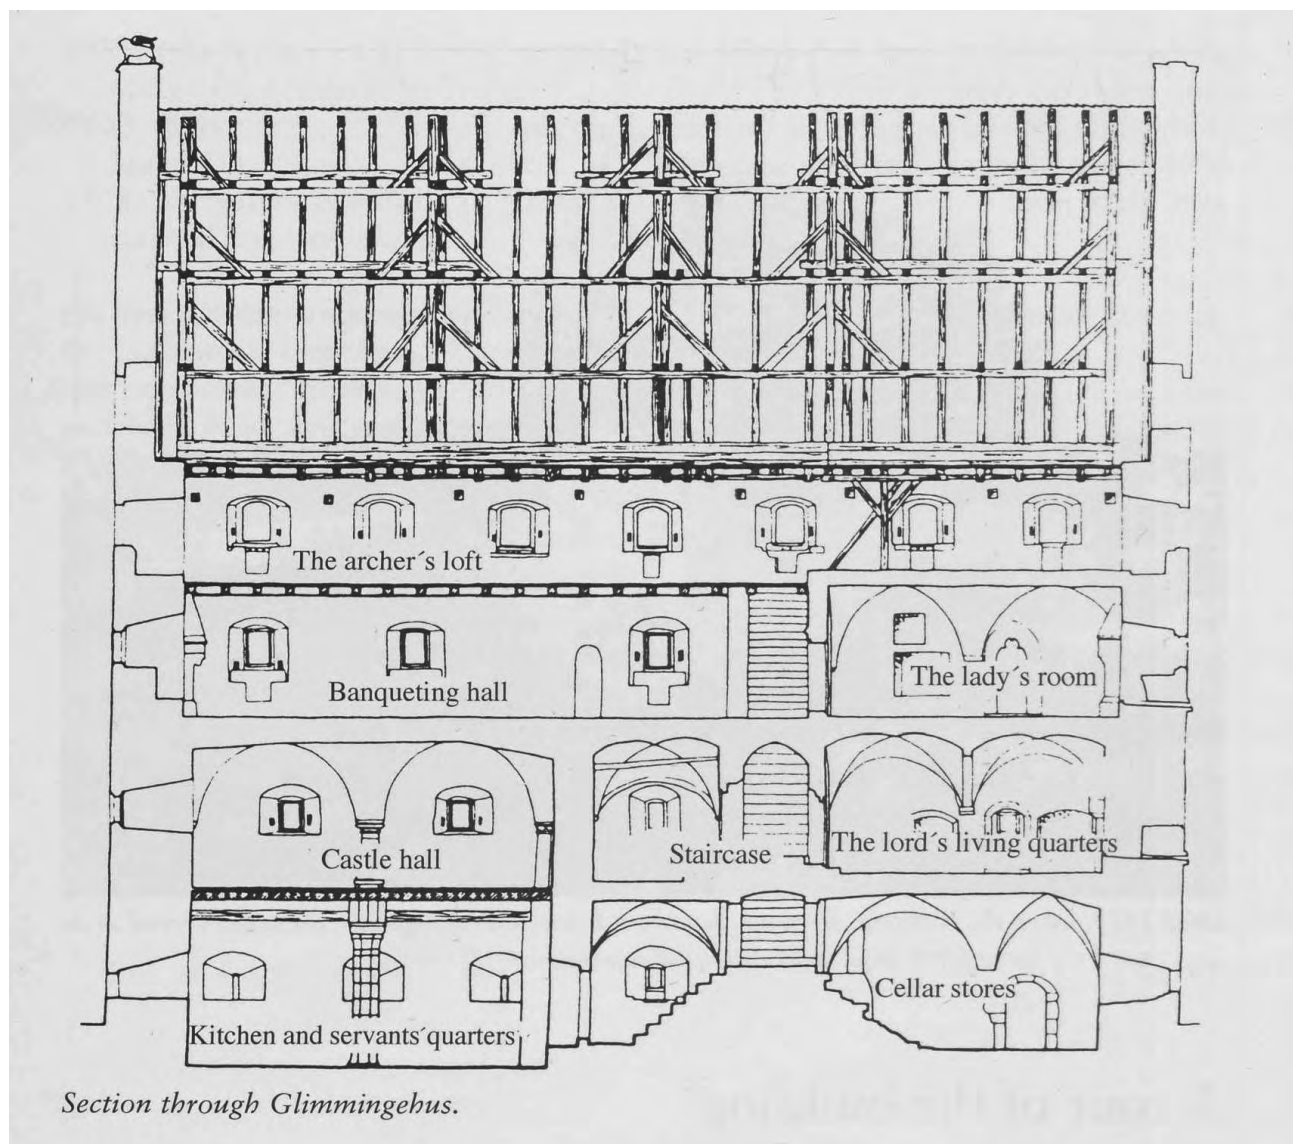 The archer´s loft
Banqueting hall
The lady´s room
Castle hall
Staircase
The lord´s living quarters
Cellar stores
Kitchen and servants´quarters
Section through Glimmingehus.